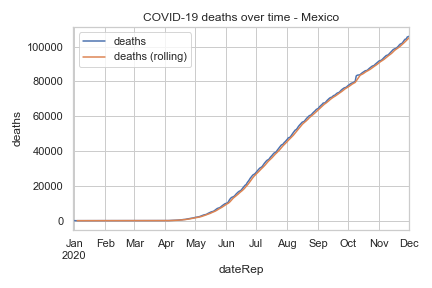 COVID-19 deaths over time - Mexico
deaths
deaths (rolling)
100000
80000
60000
40000
20000
0
deaths
Jan Feb Mar Apr May Jun Jul Aug Sep Oct Nov Dec
2020
dateRep